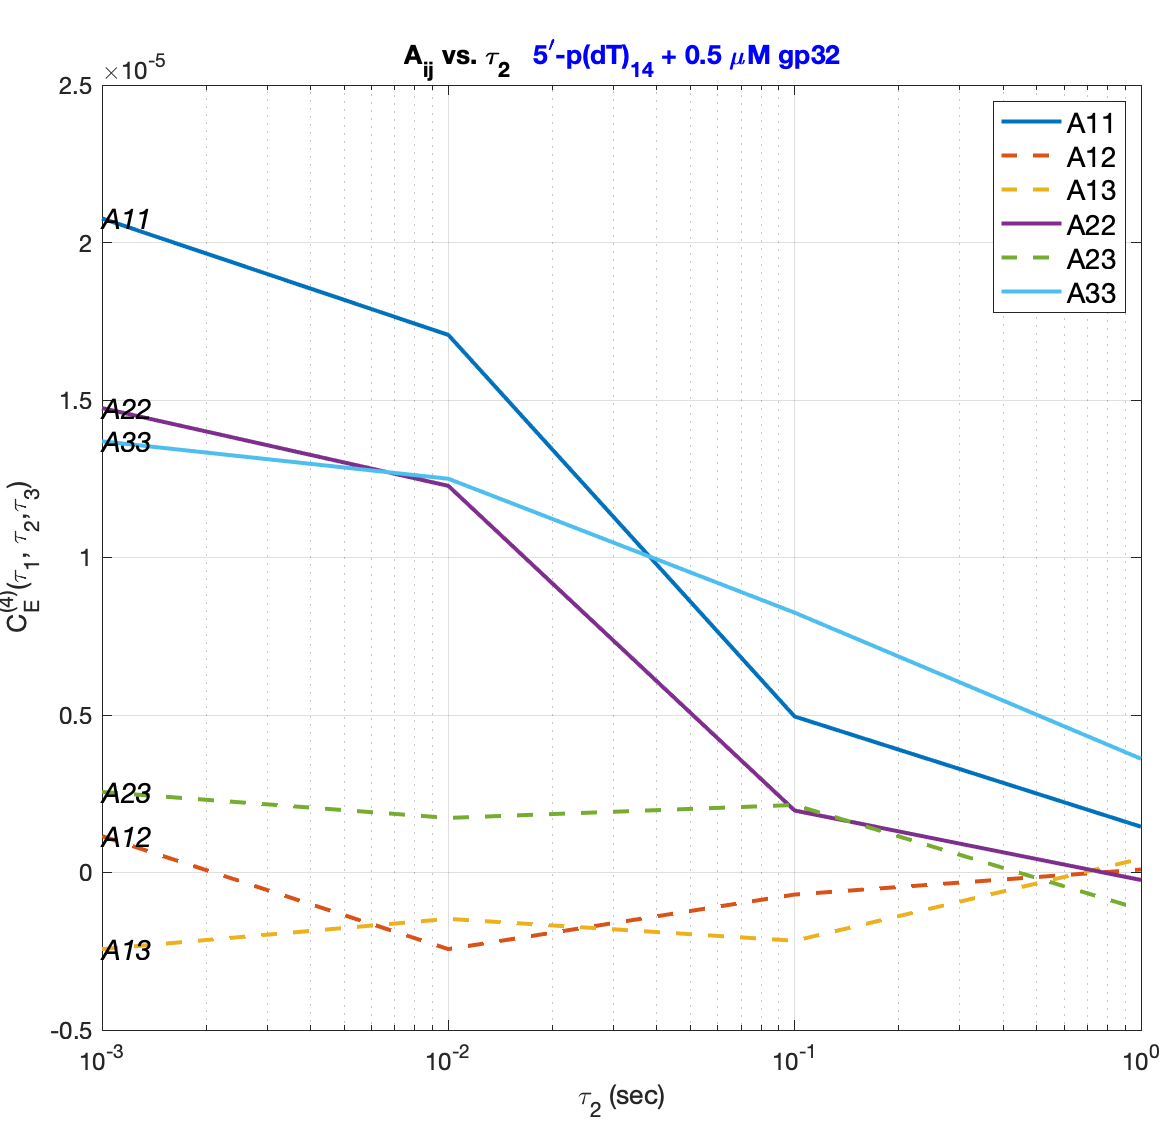 A_ij vs. τ_2 5′-p(dT)_14 + 0.5 μM gp32
×10^-5
2.5
2
1.5
1
0.5
0
-0.5
C_E^(4)(τ_1, τ_2,τ_3)
A11
A22
A33
A23
A12
A13
A11
A12
A13
A22
A23
A33
10^-3
10^-2
10^-1
10^0
τ_2 (sec)